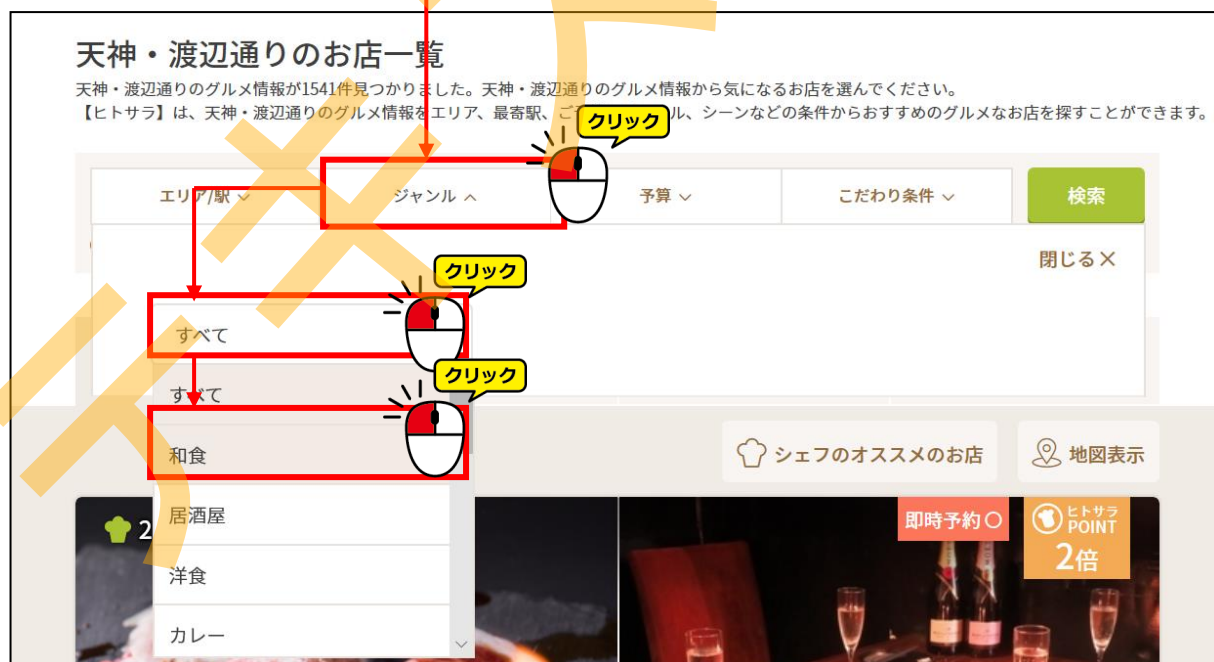 天神・渡辺通りのお店一覧
天神・渡辺通りのグルメ情報が1541件見つかりました。天神・渡辺通りのグルメ情報から気になるお店を選んでください。
【ヒトサラ】は、天神・渡辺通りのグルメ情報をエリア、最寄駅、ご ル、シーンなどの条件からおすすめのグルメなお店を探すことができます。
クリック
エリア/駅
ジャンル
予算
こだわり条件
検索
閉じる×
クリック
すべて
クリック
すべて
和食
シェフのオススメのお店
地図表示
居酒屋
2
即時予約〇
ヒトサラ
POINT
2倍
洋食
カレー